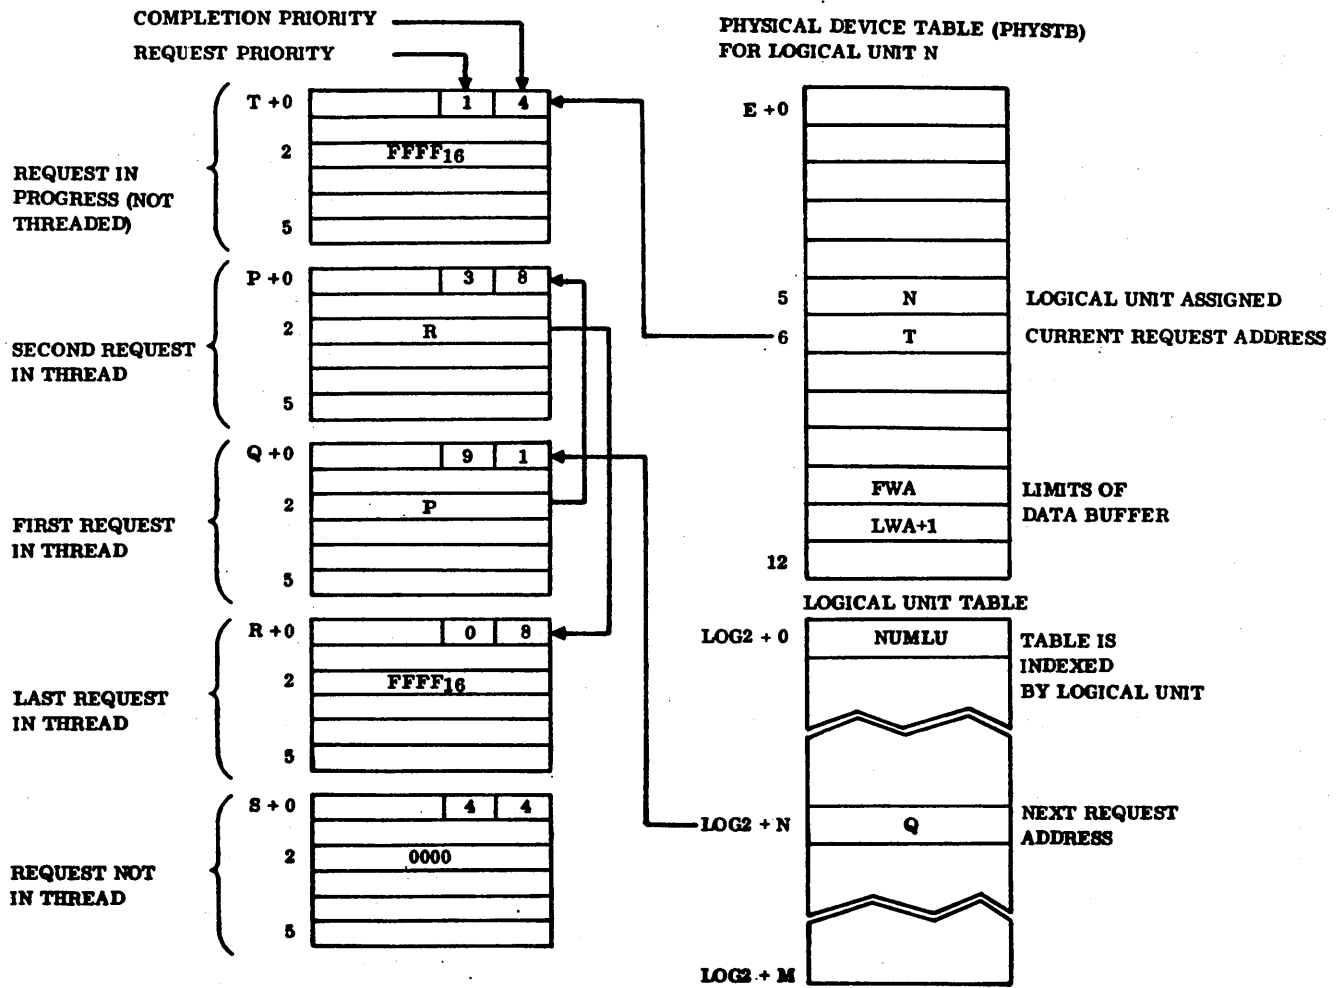 COMPLETION PRIORITY
REQUEST PRIORITY
T +0
1 4
2
FFFF16
5
REQUEST IN
PROGRESS (NOT
THREADED)
P +0
3 8
2
R
5
SECOND REQUEST
IN THREAD
Q +0
9 1
2
P
5
FIRST REQUEST
IN THREAD
R +0
0 8
2
FFFF16
5
LAST REQUEST
IN THREAD
S + 0
4 4
2
0000
5
REQUEST NOT
IN THREAD
PHYSICAL DEVICE TABLE (PHYSTB)
FOR LOGICAL UNIT N
E +0
5
N
LOGICAL UNIT ASSIGNED
6
T
CURRENT REQUEST ADDRESS
FWA
LWA+1
LIMITS OF
DATA BUFFER
12
LOGICAL UNIT TABLE
LOG2 + 0
NUMLU
TABLE IS
INDEXED
BY LOGICAL UNIT
LOG2 + N
Q
NEXT REQUEST
ADDRESS
LOG2 + M